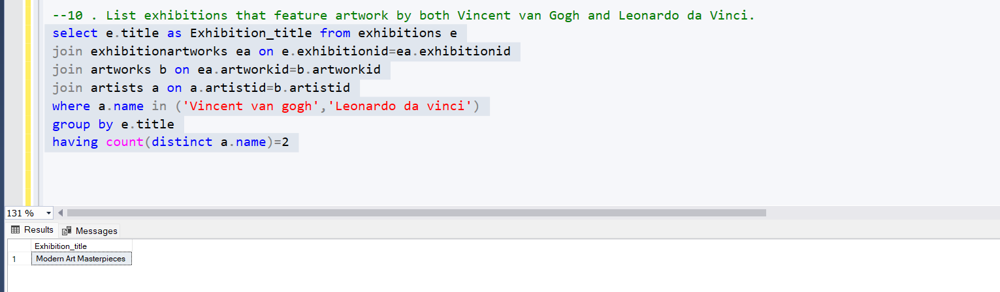 --10 . List exhibitions that feature artwork by both Vincent van Gogh and Leonardo da Vinci.
select e.title as Exhibition_title from exhibitions e
join exhibitionartworks ea on e.exhibitionid=ea.exhibitionid
join artworks b on ea.artworkid=b.artworkid
join artists a on a.artistid=b.artistid
where a.name in ('Vincent van gogh','Leonardo da vinci')
group by e.title
having count(distinct a.name)=2
131 %
Results Messages
Exhibition_title
1 Modern Art Masterpieces